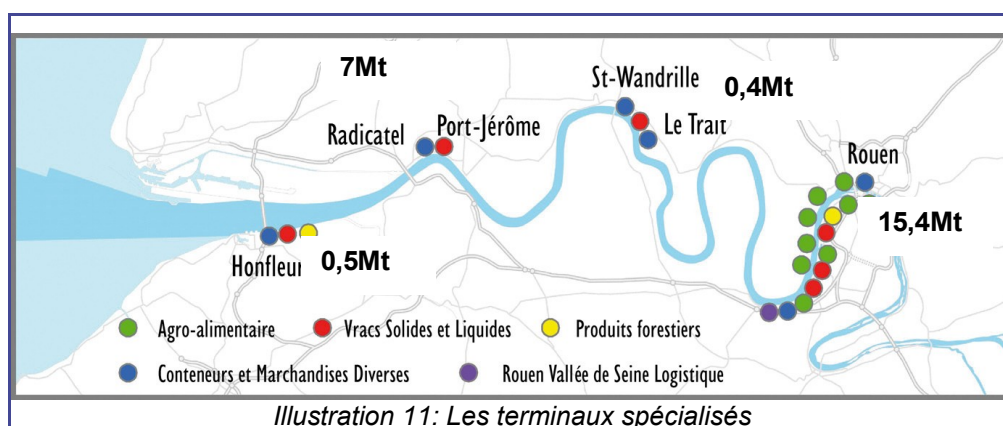 7Mt
St-Wandrille
0,4Mt
Radicatel
Port-Jérôme
Le Trait
Rouen
15,4Mt
Honfleur
0,5Mt
Agro-alimentaire
Vracs Solides et Liquides
Produits forestiers
Conteneurs et Marchandises Diverses
Rouen Vallée de Seine Logistique
Illustration 11: Les terminaux spécialisés